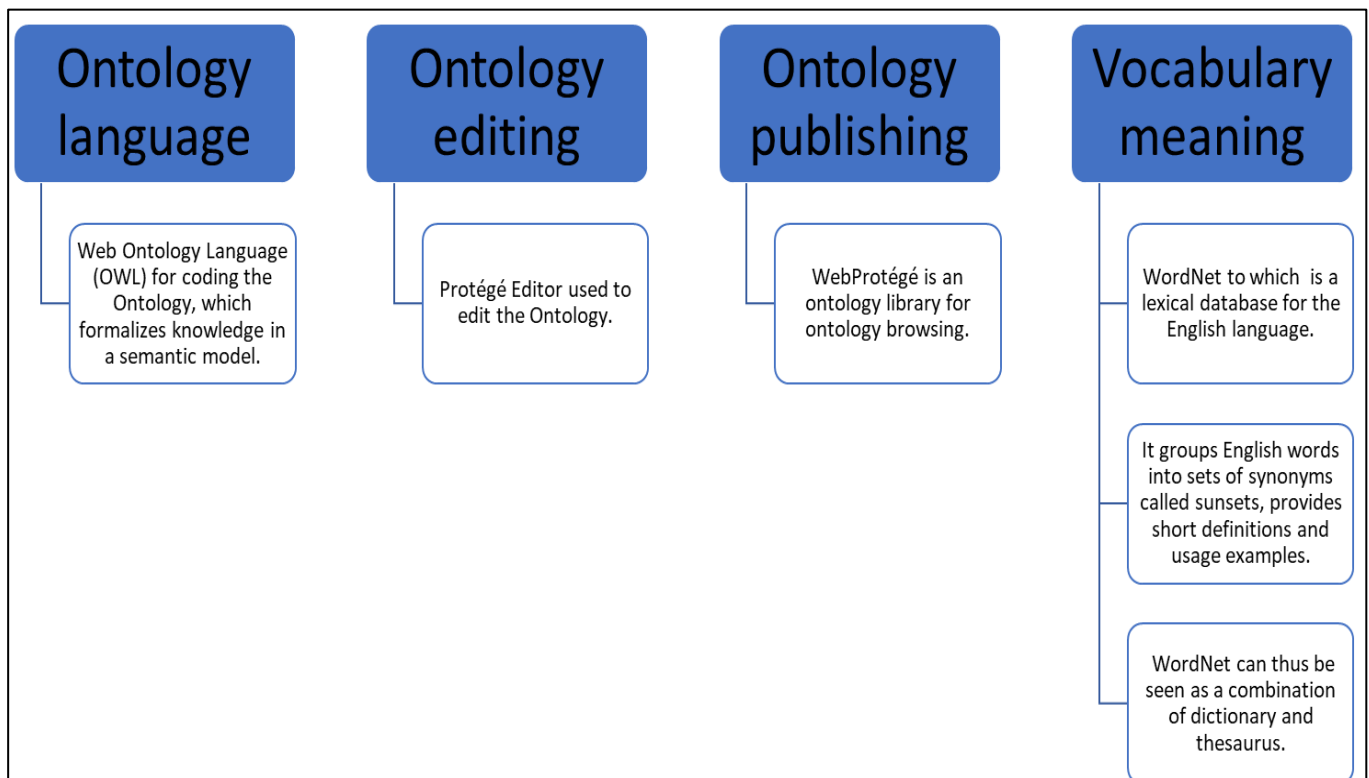 Ontology
language
Web Ontology Language
(OWL) for coding the
Ontology, which
formalizes knowledge in
a semantic model.
Ontology
editing
Protégé Editor used to
edit the Ontology.
Ontology
publishing
WebProtégé is an
ontology library for
ontology browsing.
Vocabulary
meaning
WordNet to which is a
lexical database for the
English language.
It groups English words
into sets of synonyms
called sunsets, provides
short definitions and
usage examples.
WordNet can thus be
seen as a combination
of dictionary and
thesaurus.